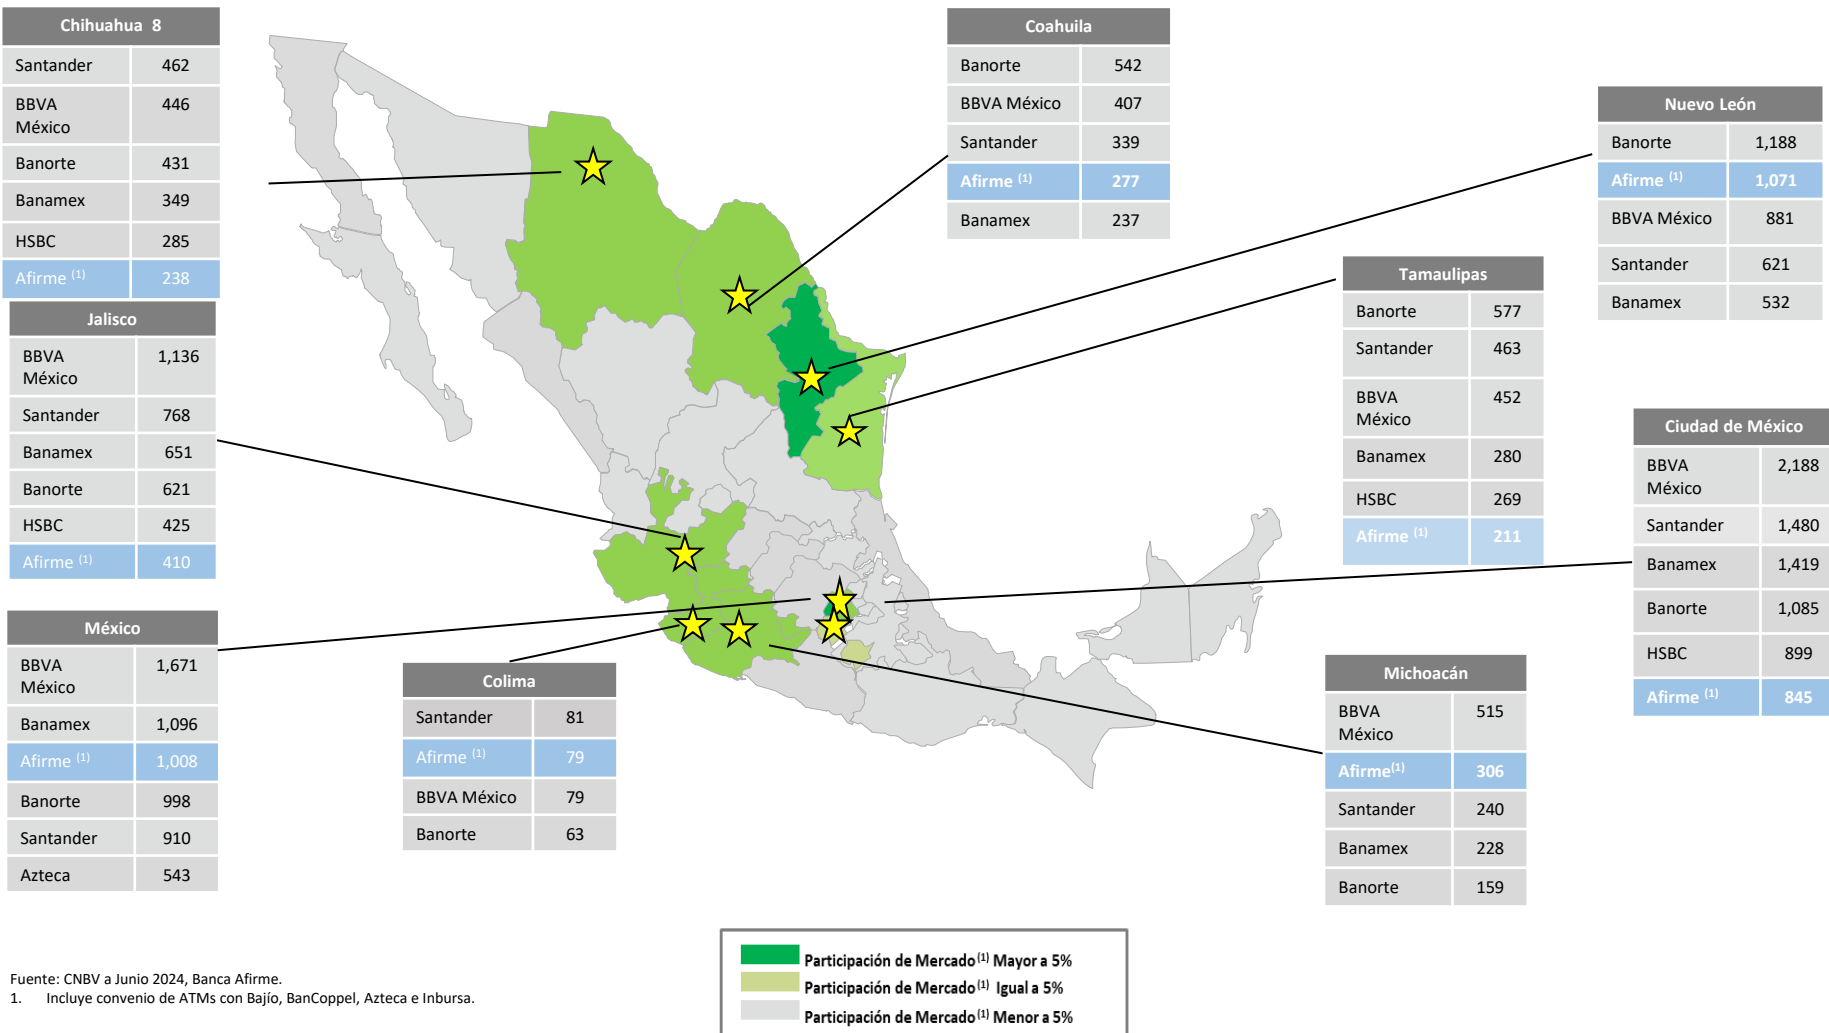 Chihuahua 8
Santander 462
BBVA México 446
Banorte 431
Banamex 349
HSBC 285
Afirme (1) 238
Jalisco
BBVA México 1,136
Santander 768
Banamex 651
Banorte 621
HSBC 425
Afirme (1) 410
México
BBVA México 1,671
Banamex 1,096
Afirme (1) 1,008
Banorte 998
Santander 910
Azteca 543
Colima
Santander 81
Afirme (1) 79
BBVA México 79
Banorte 63
Coahuila
Banorte 542
BBVA México 407
Santander 339
Afirme (1) 277
Banamex 237
Nuevo León
Banorte 1,188
Afirme (1) 1,071
BBVA México 881
Santander 621
Banamex 532
Tamaulipas
Banorte 577
Santander 463
BBVA México 452
Banamex 280
HSBC 269
Afirme (1) 211
Ciudad de México
BBVA México 2,188
Santander 1,480
Banamex 1,419
Banorte 1,085
HSBC 899
Afirme (1) 845
Michoacán
BBVA México 515
Afirme(1) 306
Santander 240
Banamex 228
Banorte 159
Participación de Mercado(1) Mayor a 5%
Participación de Mercado(1) Igual a 5%
Participación de Mercado(1) Menor a 5%
Fuente: CNBV a Junio 2024, Banca Afirme.
1. Incluye convenio de ATMs con Bajío, BanCoppel, Azteca e Inbursa.